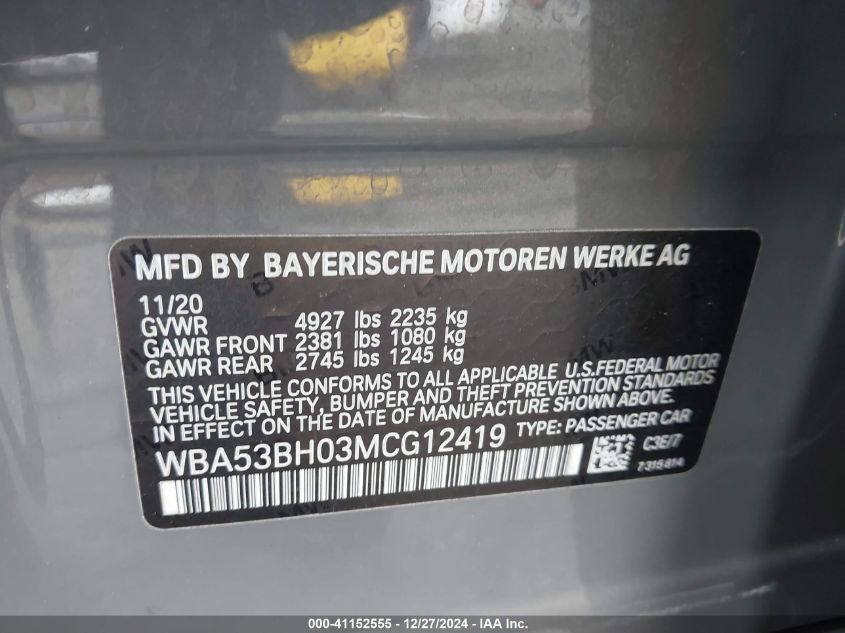 MFD BY BAYERISCHE MOTOREN WERKE AG
11/20
GVWR 4927 lbs 2235 kg
GAWR FRONT 2381 lbs 1080 kg
GAWR REAR 2745 lbs 1245 kg
THIS VEHICLE CONFORMS TO ALL APPLICABLE U.S.FEDERAL MOTOR
VEHICLE SAFETY, BUMPER AND THEFT PREVENTION STANDARDS
IN EFFECT ON THE DATE OF MANUFACTURE SHOWN ABOVE.
WBA53BH03MCG12419 TYPE: PASSENGER CAR
C3E/7
7315814
000-41152555 - 12/27/2024 - IAA Inc.